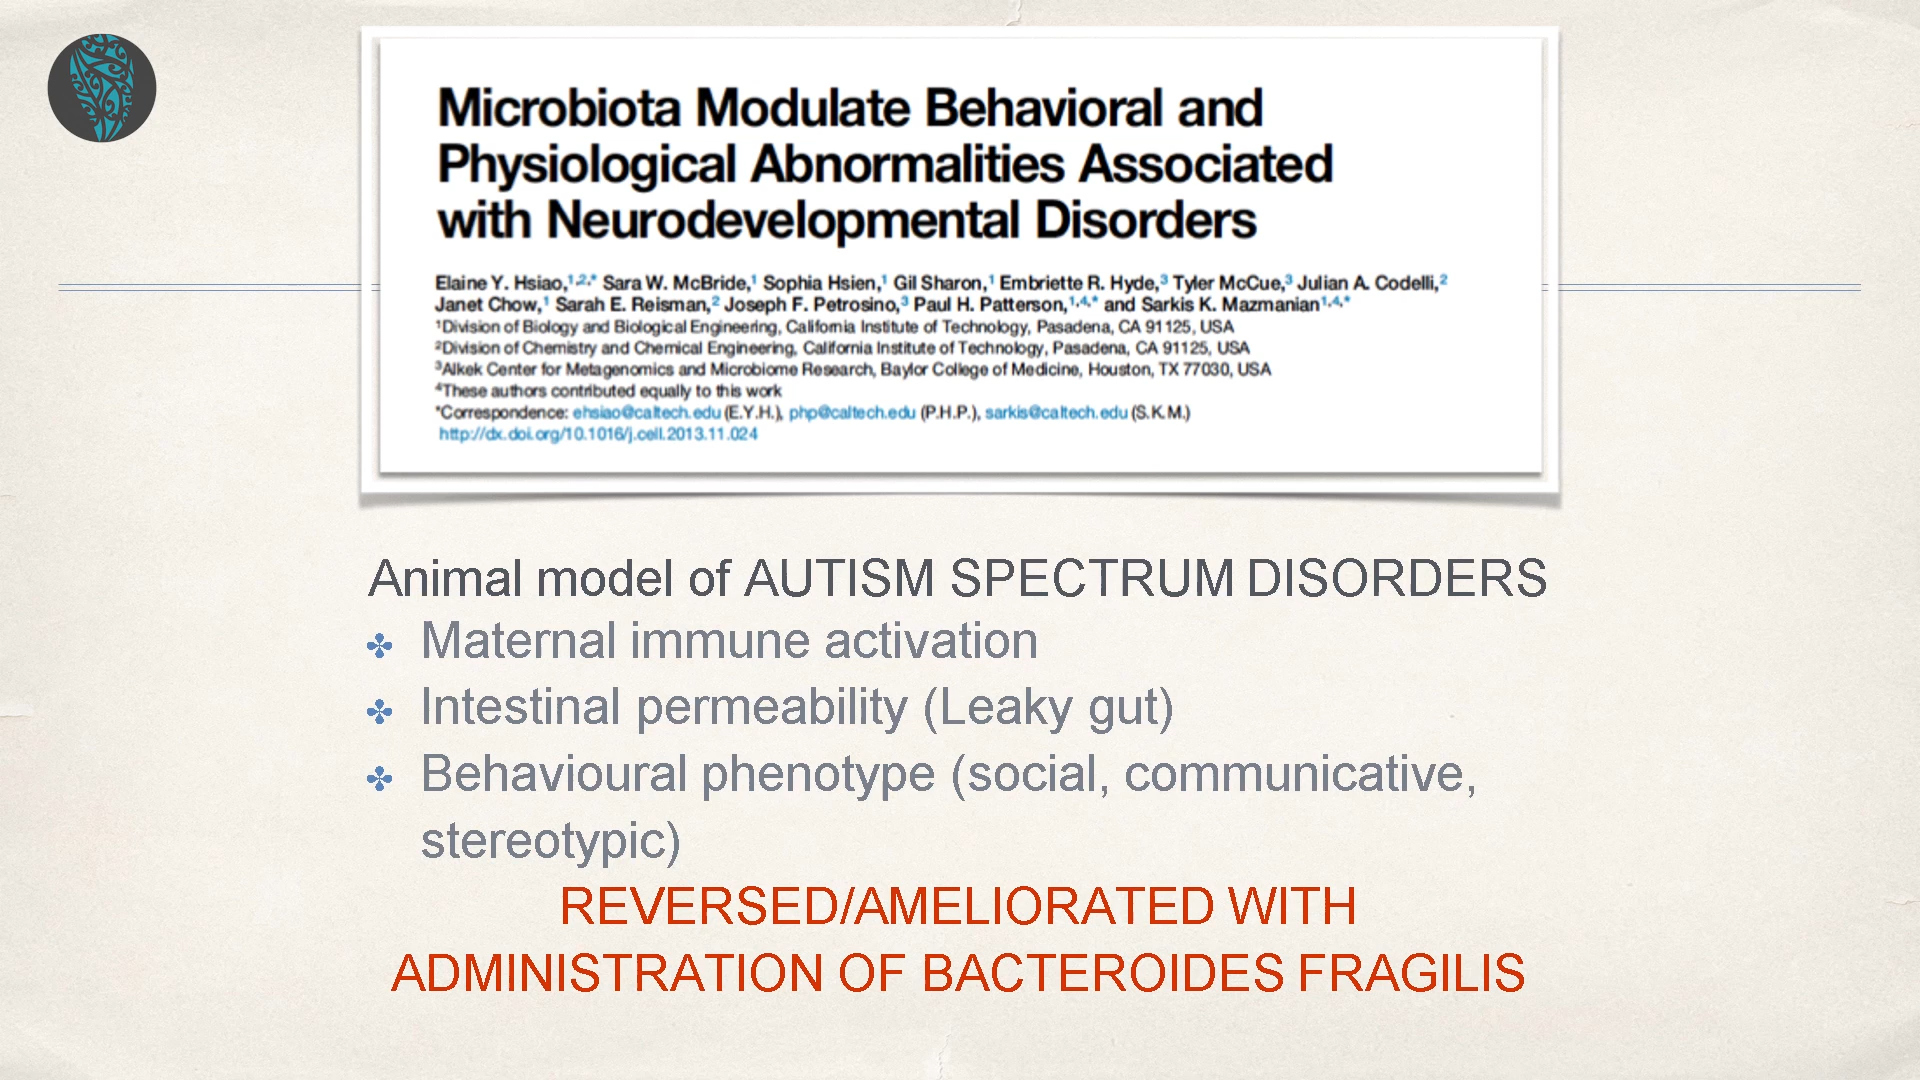 Microbiota Modulate Behavioral and
Physiological Abnormalities Associated
with Neurodevelopmental Disorders
Elaine Y. Hsiao,1,2,* Sara W. McBride,1 Sophia Hsien,1 Gil Sharon,1 Embriette R. Hyde,3 Tyler McCue,3 Julian A. Codelli,2
Janet Chow,1 Sarah E. Reisman,2 Joseph F. Petrosino,3 Paul H. Patterson,1,4,* and Sarkis K. Mazmanian1,4,*
1Division of Biology and Biological Engineering, California Institute of Technology, Pasadena, CA 91125, USA
2Division of Chemistry and Chemical Engineering, California Institute of Technology, Pasadena, CA 91125, USA
3Alkek Center for Metagenomics and Microbiome Research, Baylor College of Medicine, Houston, TX 77030, USA
4These authors contributed equally to this work
*Correspondence: ehsiao@caltech.edu (E.Y.H.), php@caltech.edu (P.H.P.), sarkis@caltech.edu (S.K.M.)
http://dx.doi.org/10.1016/j.cell.2013.11.024
Animal model of AUTISM SPECTRUM DISORDERS
✤ Maternal immune activation
✤ Intestinal permeability (Leaky gut)
✤ Behavioural phenotype (social, communicative,
stereotypic)
REVERSED/AMELIORATED WITH
ADMINISTRATION OF BACTEROIDES FRAGILIS